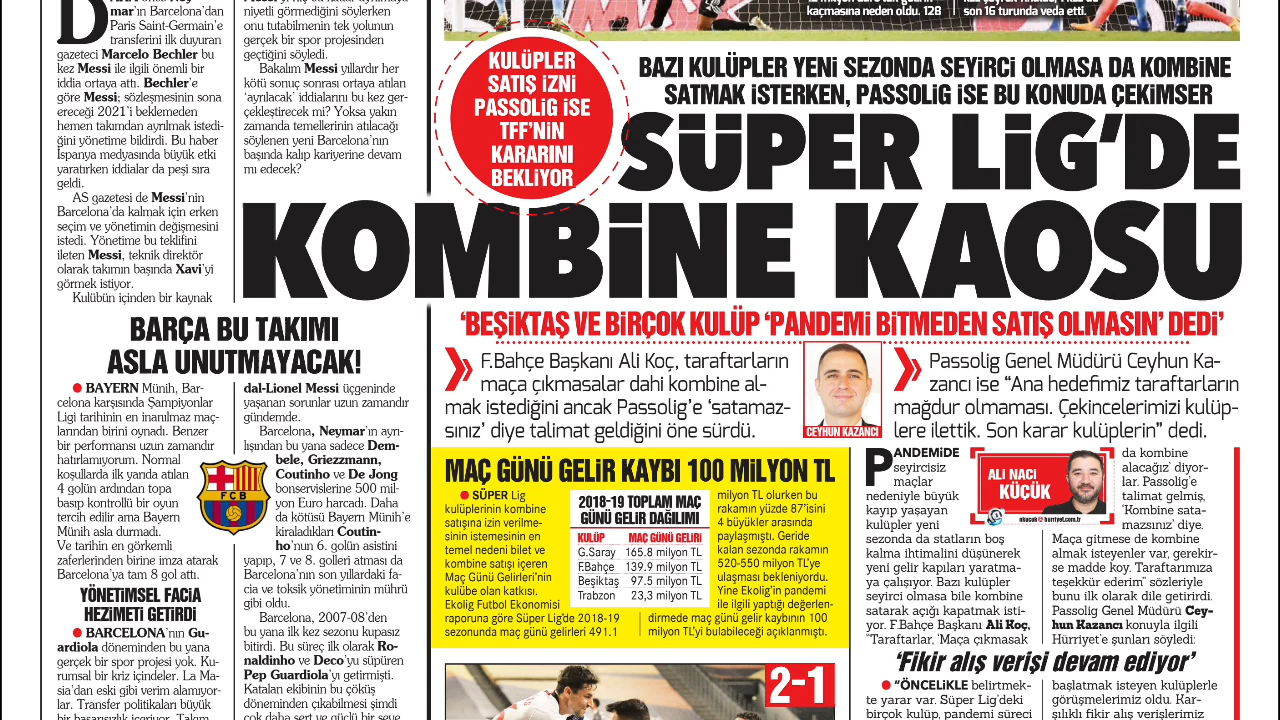 mar'ın Barcelona'dan
Paris Saint-Germain'e
transferini ilk duyuran
gazeteci Marcelo Bechler bu
kez Messi ile ilgili önemli bir
iddia ortaya attı. Bechler'e
göre Messi; sözleşmesinin sona
ereceği 2021'i beklemeden
hemen takımdan ayrılmak istedi-
ğini yönetime bildirdi. Bu haber
İspanya medyasında büyük etki
yaratırken iddialar da peşi sıra
geldi.
AS gazetesi de Messi'nin
Barcelona'da kalmak için erken
seçim ve yönetimin değişmesini
istedi. Yönetime bu teklifini
ileten Messi, teknik direktör
olarak takımın başında Xavi'yi
görmek istiyor.
Kulübün içinden bir kaynak
niyetli görmediğini söylerken
onu tutabilmenin tek yolunun
gerçek bir spor projesinden
geçtiğini söyledi.
Bakalım Messi yıllardır her
kötü sonuç sonrası ortaya atılan
'ayrılacak' iddialarını bu kez ger-
çekleştirecek mi? Yoksa yakın
zamanda temellerinin atılacağı
söylenen yeni Barcelona'nın
başında kalıp kariyerine devam
mı edecek?
kaçmasına neden oldu. 12B
son 16 turunda veda etti.
KULÜPLER
SATIŞ İZNİ
PASSOLİG İSE
TFF'NİN
KARARINI
BEKLİYOR
BAZI KULÜPLER YENİ SEZONDA SEYİRCİ OLMASA DA KOMBİNE
SATMAK İSTERKEN, PASSOLİG İSE BU KONUDA ÇEKİMSER
SÜPER LİG'DE
KOMBİNE KAOSU
'BEŞİKTAŞ VE BİRÇOK KULÜP 'PANDEMİ BİTMEDEN SATIŞ OLMASIN' DEDİ'
F.Bahçe Başkanı Ali Koç, taraftarların
maça çıkmasalar dahi kombine al-
mak istediğini ancak Passolig'e 'satamaz-
sınız' diye talimat geldiğini öne sürdü.
CEYHUN KAZANCI
Passolig Genel Müdürü Ceyhun Ka-
zancı ise "Ana hedefimiz taraftarların
mağdur olmaması. Çekincelerimizi kulüp-
lere ilettik. Son karar kulüplerin" dedi.
BARÇA BU TAKIMI
ASLA UNUTMAYACAK!
BAYERN Münih, Bar-
celona karşısında Şampiyonlar
Ligi tarihinin en inanılmaz maç-
larından birini oynadı. Benzer
bir performansı uzun zamandır
hatırlamıyorum. Normal
koşullarda ilk yarıda atılan
4 golün ardından topa
basıp kontrollü bir oyun
tercih edilir ama Bayern
Münih asla durmadı.
Ve tarihin en görkemli
zaferlerinden birine imza atarak
Barcelona'ya tam 8 gol attı.
YÖNETİMSEL FACİA
HEZİMETİ GETİRDİ
BARCELONA'nın Gu-
ardiola döneminden bu yana
gerçek bir spor projesi yok. Ku-
rumsal bir kriz içindeler. La Ma-
sia'dan eski gibi verim alamıyor-
lar. Transfer politikaları büyük
bir başarısızlık içeriyor. Takım
dal-Lionel Messi üçgeninde
yaşanan sorunlar uzun zamandır
gündemde.
Barcelona, Neymar'ın ayrı-
lışından bu yana sadece Dem-
bele, Griezzmann,
Coutinho ve De Jong
bonservislerine 500 mil-
yon Euro harcadı. Daha
da kötüsü Bayern Münih'e
kiraladıkları Coutin-
ho'nun 6. golün asistini
yapıp, 7 ve 8. golleri atması da
Barcelona'nın son yıllardaki fa-
cia ve toksik yönetiminin mührü
gibi oldu.
Barcelona, 2007-08'den
bu yana ilk kez sezonu kupasız
bitirdi. Bu süreç ilk olarak Ro-
naldinho ve Deco'yu süpüren
Pep Guardiola'yı getirmişti.
Katalan ekibinin bu çöküş
döneminden çıkabilmesi şimdi
çok daha sert ve güçlü bir seve
FCB
MAÇ GÜNÜ GELİR KAYBI 100 MİLYON TL
SÜPER Lig
kulüplerinin kombine
satışına izin verilme-
sinin istemesinin en
temel nedeni bilet ve
kombine satışı içeren
Maç Günü Gelirleri'nin
kulübe olan katkısı.
Ekolig Futbol Ekonomisi
raporuna göre Süper Lig'de 2018-19
sezonunda maç günü gelirleri 491.1
2018-19 TOPLAM MAÇ
GÜNÜ GELİR DAĞILIMI
KULÜP MAÇ GÜNÜ GELİRİ
G.Saray 165.8 milyon TL
F.Bahçe 139.9 milyon TL
Beşiktaş 97.5 milyon TL
Trabzon 23,3 milyon TL
milyon TL olurken bu
rakamın yüzde 87'sini
4 büyükler arasında
paylaşmıştı. Geride
kalan sezonda rakamın
520-550 milyon TL'ye
ulaşması bekleniyordu.
Yine Ekolig'in pandemi
ile ilgili yaptığı değerlen-
dirmede maç günü gelir kaybının 100
milyon TL'yi bulabileceği açıklanmıştı.
2-1
PANDEMİDE
seyircisiz
maçlar
nedeniyle büyük
kayıp yaşayan
kulüpler yeni
sezonda da statların boş
kalma ihtimalini düşünerek
yeni gelir kapıları yaratma-
ya çalışıyor. Bazı kulüpler
seyirci olmasa bile kombine
satarak açığı kapatmak isti-
yor. F.Bahçe Başkanı Ali Koç,
"Taraftarlar, 'Maça çıkmasak
ALİ NACİ
KÜÇÜK
nkucuk@hurriyet.com.tr
da kombine
alacağız' diyor-
lar. Passolig'e
talimat gelmiş,
'Kombine sata-
mazsınız' diye.
Maça gitmese de kombine
almak isteyenler var, gerekir-
se madde koy. Taraftarımıza
teşekkür ederim" sözleriyle
bunu ilk olarak dile getirdi.
Passolig Genel Müdürü Cey-
hun Kazancı konuyla ilgili
Hürriyet'e şunları söyledi:
'Fikir alış verişi devam ediyor'
"ÖNCELİKLE belirtmek-
te yarar var. Süper Lig'deki
birçok kulüp, pandemi süreci
başlatmak isteyen kulüplerle
görüşmelerimiz oldu. Kar-
şılıklı fikir alış verişlerimiz